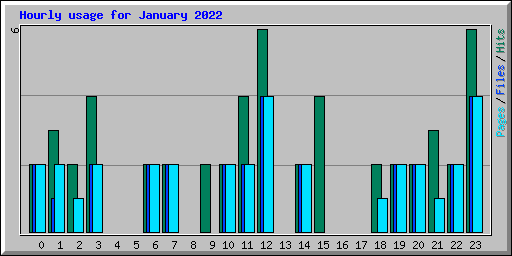 Hourly usage for January 2022
6
Pages/Files/Hits
0 1 2 3 4 5 6 7 8 9 10 11 12 13 14 15 16 17 18 19 20 21 22 23